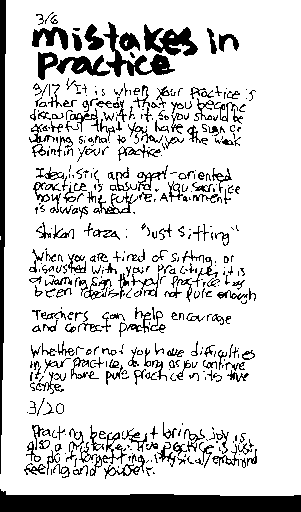 3/6
mistakes in
practice
3/17 "It is when your practice is
rather greedy that you become
discouraged with it. So you should be
grateful that you have a sign or
warning signal to show you the weak
point in your practice."
Idealistic and goal-oriented
practice is absurd. You sacrifice
now for the future. Attainment
is always ahead.
Shikan taza: "Just Sitting"
When you are tired of sitting, or
disgusted with your practice, it is
a warning sign that your practice has
been idealistic and not pure enough
Teachers can help encourage
and correct practice
Whether or not you have difficulties
in your practice, as long as you continue
it, you have pure practice in its true
sense.
3/20
Practing because it brings joy is
also a mistake. True practice is just
to do it forgetting physical/emotional
feeling and yourself.